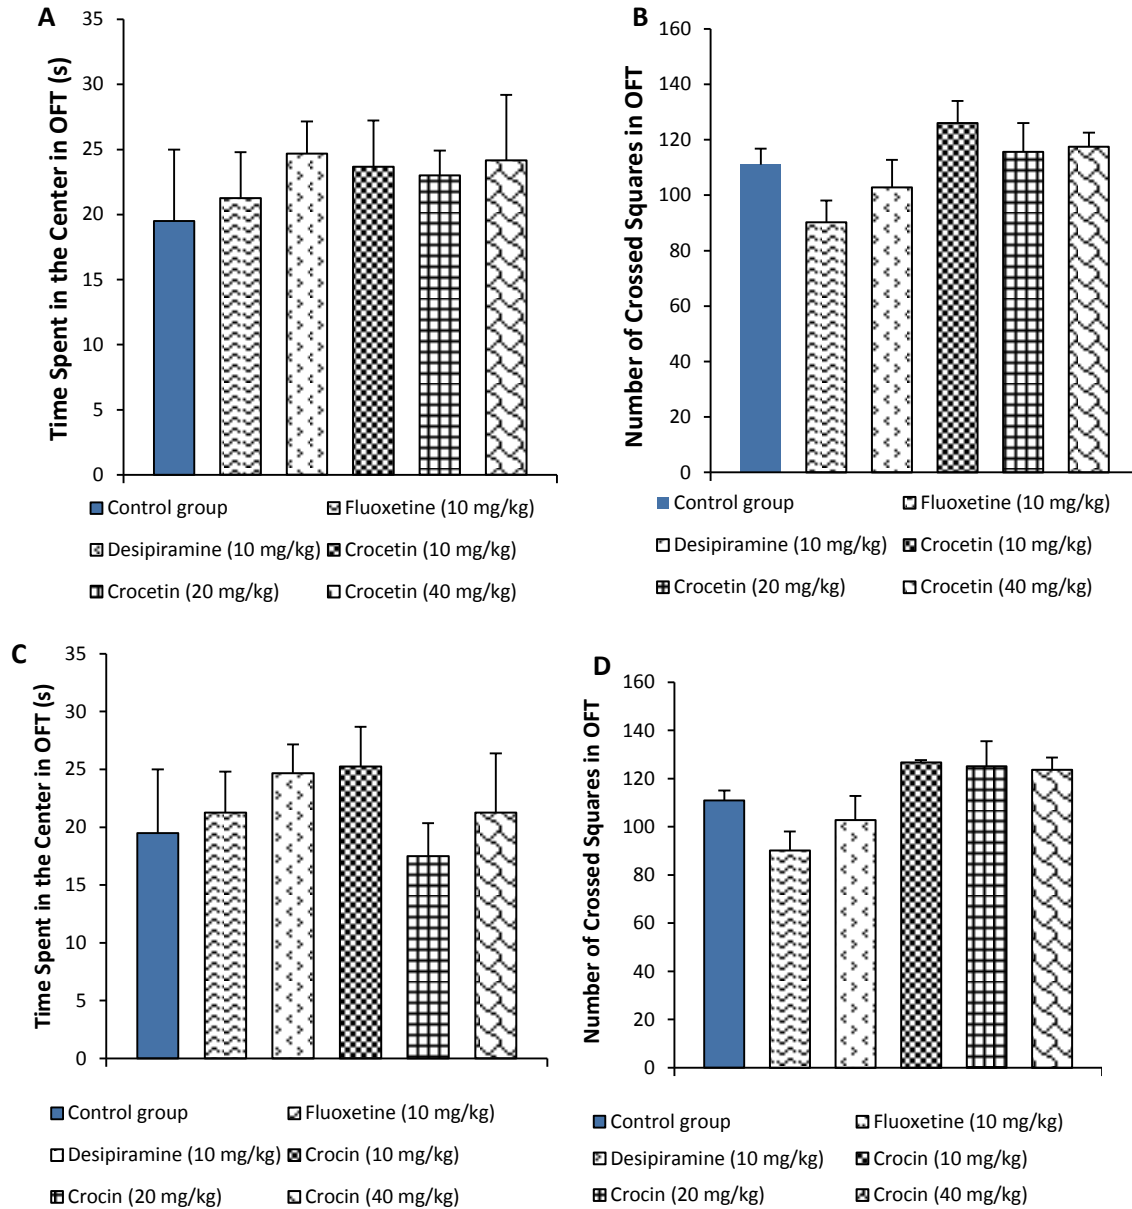 A
Time Spent in the Center in OFT (s)
35
30
25
20
15
10
5
0
Control group Fluoxetine (10 mg/kg)
Desipiramine (10 mg/kg) Crocetin (10 mg/kg)
Crocetin (20 mg/kg) Crocetin (40 mg/kg)
B
Number of Crossed Squares in OFT
160
140
120
100
80
60
40
20
0
Control group Fluoxetine (10 mg/kg)
Desipiramine (10 mg/kg) Crocetin (10 mg/kg)
Crocetin (20 mg/kg) Crocetin (40 mg/kg)
C
Time Spent in the Center in OFT (s)
35
30
25
20
15
10
5
0
Control group Fluoxetine (10 mg/kg)
Desipiramine (10 mg/kg) Crocin (10 mg/kg)
Crocin (20 mg/kg) Crocin (40 mg/kg)
D
Number of Crossed Squares in OFT
160
140
120
100
80
60
40
20
0
Control group Fluoxetine (10 mg/kg)
Desipiramine (10 mg/kg) Crocin (10 mg/kg)
Crocin (20 mg/kg) Crocin (40 mg/kg)